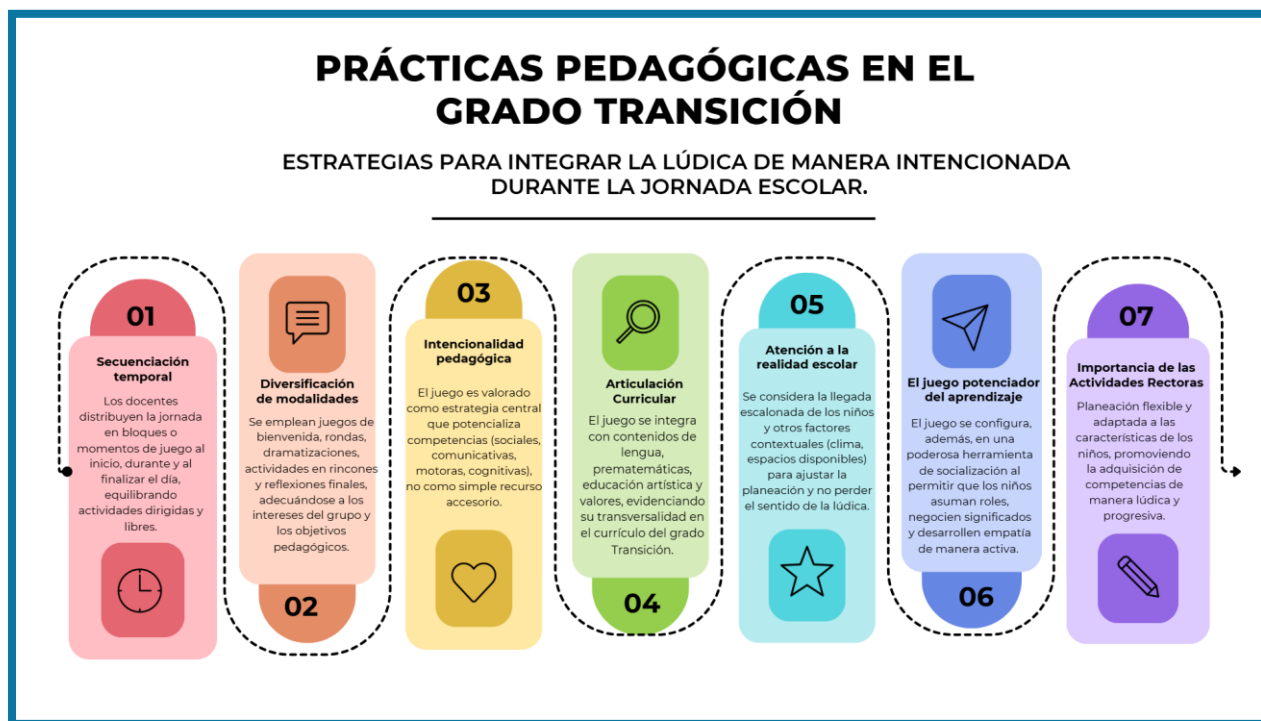 PRÁCTICAS PEDAGÓGICAS EN EL
GRADO TRANSICIÓN
ESTRATEGIAS PARA INTEGRAR LA LÚDICA DE MANERA INTENCIONADA
DURANTE LA JORNADA ESCOLAR.
01
Secuenciación
temporal
Los docentes
distribuyen la jornada
en bloques o
momentos de juego al
inicio, durante y al
finalizar el día,
equilibrando
actividades dirigidas y
libres.
Diversificación
de modalidades
Se emplean juegos de
bienvenida, rondas,
dramatizaciones,
actividades en rincones
y reflexiones finales,
adecuándose a los
intereses del grupo y
los objetivos
pedagógicos.
02
03
Intencionalidad
pedagógica
El juego es valorado
como estrategia central
que potencializa
competencias (sociales,
comunicativas,
motoras, cognitivas),
no como simple recurso
accesorio.
Articulación
Curricular
El juego se integra
con contenidos de
lengua,
prematemáticas,
educación artística y
valores, evidenciando
su transversalidad en
el currículo del grado
Transición.
04
05
Atención a la
realidad escolar
Se considera la llegada
escalonada de los niños
y otros factores
contextuales (clima,
espacios disponibles)
para ajustar la
planeación y no perder
el sentido de la lúdica.
El juego potenciador
del aprendizaje
El juego se configura,
además, en una
poderosa herramienta
de socialización al
permitir que los niños
asuman roles,
negocien significados
y desarrollen empatía
de manera activa.
06
07
Importancia de las
Actividades Rectoras
Planeación flexible y
adaptada a las
características de los
niños, promoviendo
la adquisición de
competencias de
manera lúdica y
progresiva.